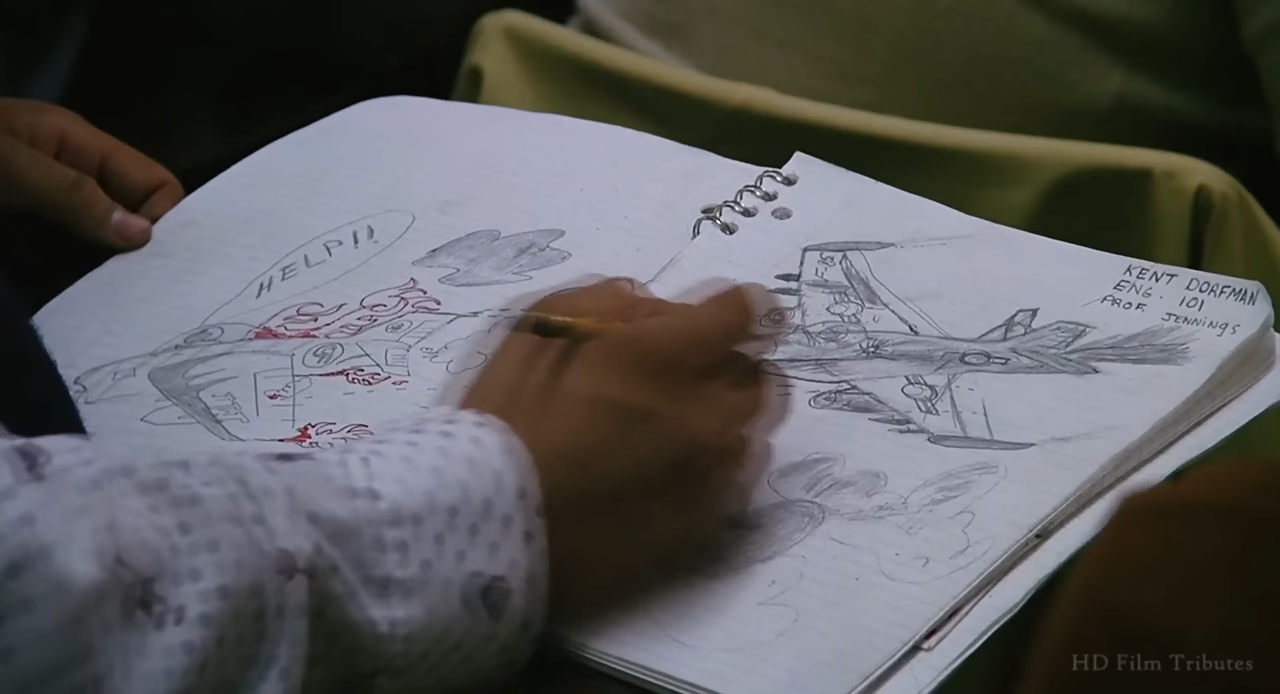 HELP!!
KENT DORFMAN
ENG. 101
PROF. JENNINGS
HD Film Tributes